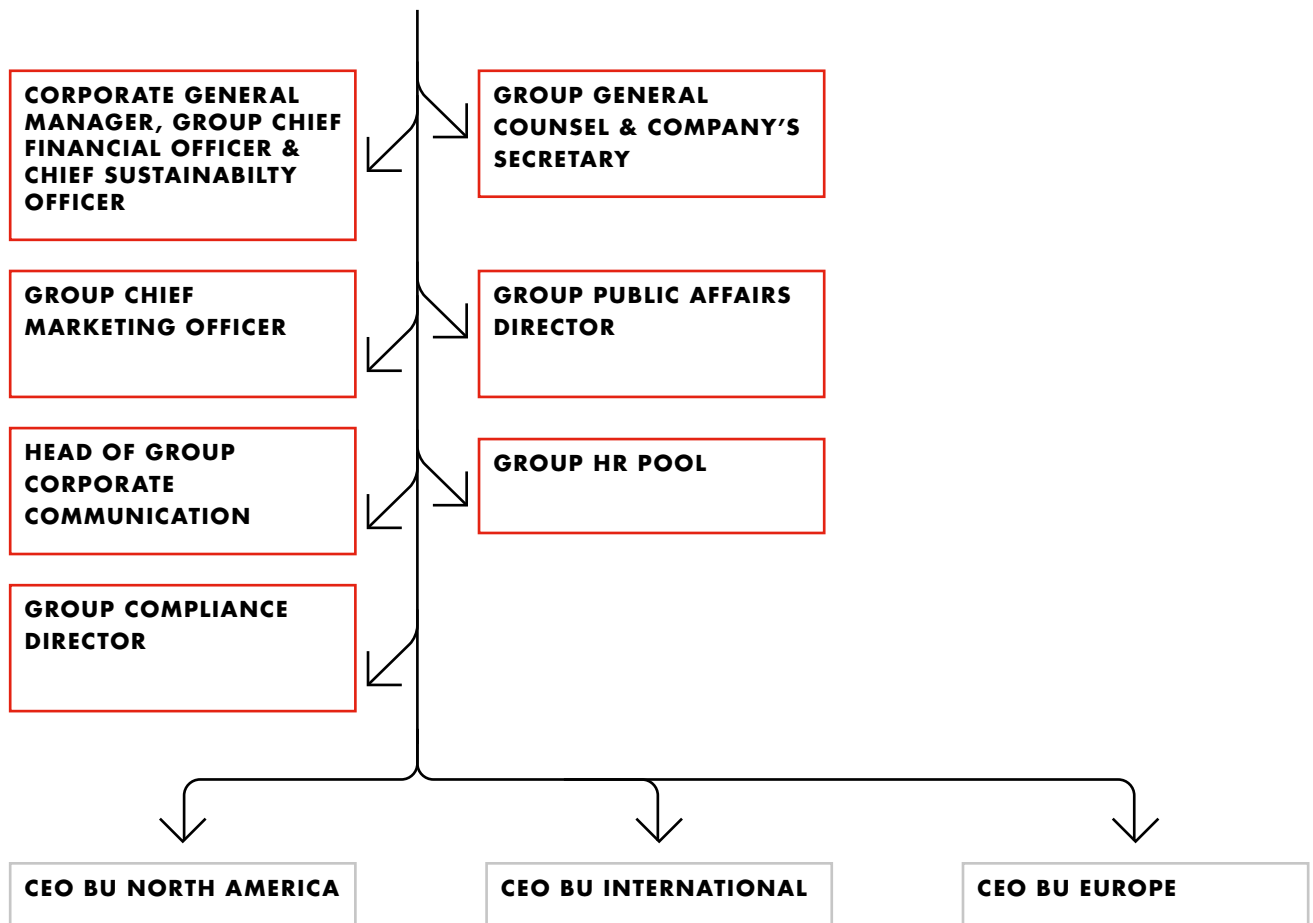 CORPORATE GENERAL
MANAGER, GROUP CHIEF
FINANCIAL OFFICER &
CHIEF SUSTAINABILTY
OFFICER
GROUP GENERAL
COUNSEL & COMPANY’S
SECRETARY
GROUP CHIEF
MARKETING OFFICER
GROUP PUBLIC AFFAIRS
DIRECTOR
HEAD OF GROUP
CORPORATE
COMMUNICATION
GROUP HR POOL
GROUP COMPLIANCE
DIRECTOR
CEO BU NORTH AMERICA
CEO BU INTERNATIONAL
CEO BU EUROPE